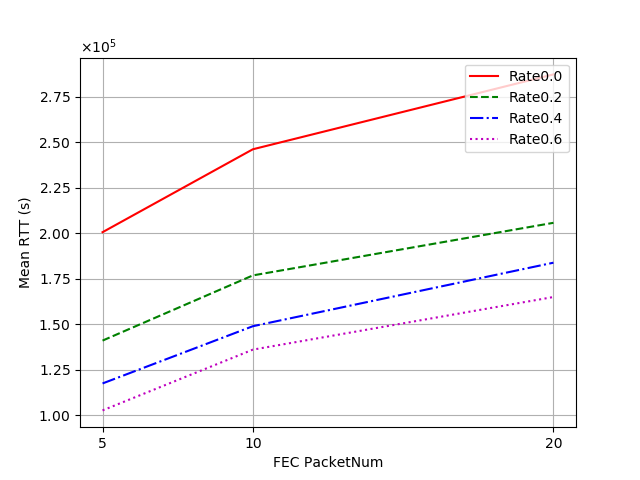 ×10⁵
2.75
2.50
2.25
2.00
1.75
1.50
1.25
1.00
Mean RTT (s)
5 10 20
FEC PacketNum
Rate0.0
Rate0.2
Rate0.4
Rate0.6